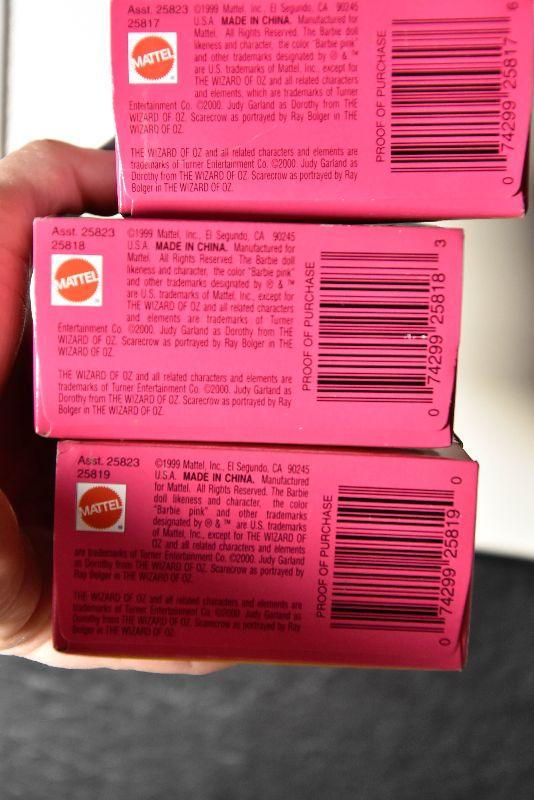 Asst. 25823
25817
MATTEL
©1999 Mattel, Inc., El Segundo, CA 90245
U.S.A. MADE IN CHINA. Manufactured for
Mattel. All Rights Reserved. The Barbie doll
likeness and character, the color "Barbie pink"
and other trademarks designated by ® & ™
are U.S. trademarks of Mattel, Inc., except for
THE WIZARD OF OZ and all related characters
and elements, which are trademarks of Turner
Entertainment Co. ©2000. Judy Garland as Dorothy from THE
WIZARD OF OZ. Scarecrow as portrayed by Ray Bolger in THE
WIZARD OF OZ.
THE WIZARD OF OZ and all related characters and elements are
trademarks of Turner Entertainment Co. ©2000. Judy Garland as
Dorothy from THE WIZARD OF OZ. Scarecrow as portrayed by Ray
Bolger in THE WIZARD OF OZ.
PROOF OF PURCHASE
0 74299 25817 6
Asst. 25823
25818
MATTEL
©1999 Mattel, Inc., El Segundo, CA 90245
U.S.A. MADE IN CHINA. Manufactured for
Mattel. All Rights Reserved. The Barbie doll
likeness and character, the color "Barbie pink"
and other trademarks designated by ® & ™
are U.S. trademarks of Mattel, Inc., except for
THE WIZARD OF OZ and all related characters
and elements are trademarks of Turner
Entertainment Co. ©2000. Judy Garland as Dorothy from THE
WIZARD OF OZ. Scarecrow as portrayed by Ray Bolger in THE
WIZARD OF OZ.
THE WIZARD OF OZ and all related characters and elements are
trademarks of Turner Entertainment Co. ©2000. Judy Garland as
Dorothy from THE WIZARD OF OZ. Scarecrow as portrayed by Ray
Bolger in THE WIZARD OF OZ.
PROOF OF PURCHASE
0 74299 25818 3
Asst. 25823
25819
MATTEL
©1999 Mattel, Inc., El Segundo, CA 90245
U.S.A. MADE IN CHINA. Manufactured
for Mattel. All Rights Reserved. The Barbie
doll likeness and character, the color
"Barbie pink" and other trademarks
designated by ® & ™ are U.S. trademarks
of Mattel, Inc., except for THE WIZARD OF
OZ and all related characters and elements
are trademarks of Turner Entertainment Co. ©2000. Judy Garland as
Dorothy from THE WIZARD OF OZ. Scarecrow as portrayed by
Ray Bolger in THE WIZARD OF OZ.
THE WIZARD OF OZ and all related characters and elements are
trademarks of Turner Entertainment Co. ©2000. Judy Garland as
Dorothy from THE WIZARD OF OZ. Scarecrow as portrayed by Ray
Bolger in THE WIZARD OF OZ.
PROOF OF PURCHASE
0 74299 25819 0